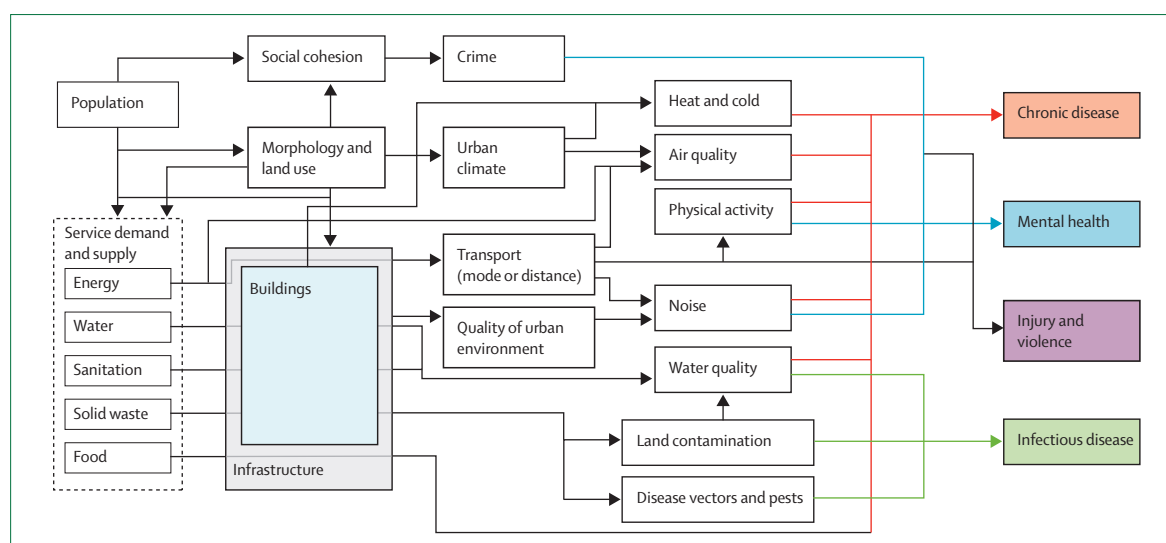 Social cohesion
Crime
Population
Heat and cold
Chronic disease
Morphology and
land use
Urban
climate
Air quality
Physical activity
Mental health
Service demand
and supply
Transport
(mode or distance)
Energy
Buildings
Noise
Injury and
violence
Water
Quality of urban
environment
Sanitation
Water quality
Solid waste
Land contamination
Infectious disease
Food
Infrastructure
Disease vectors and pests